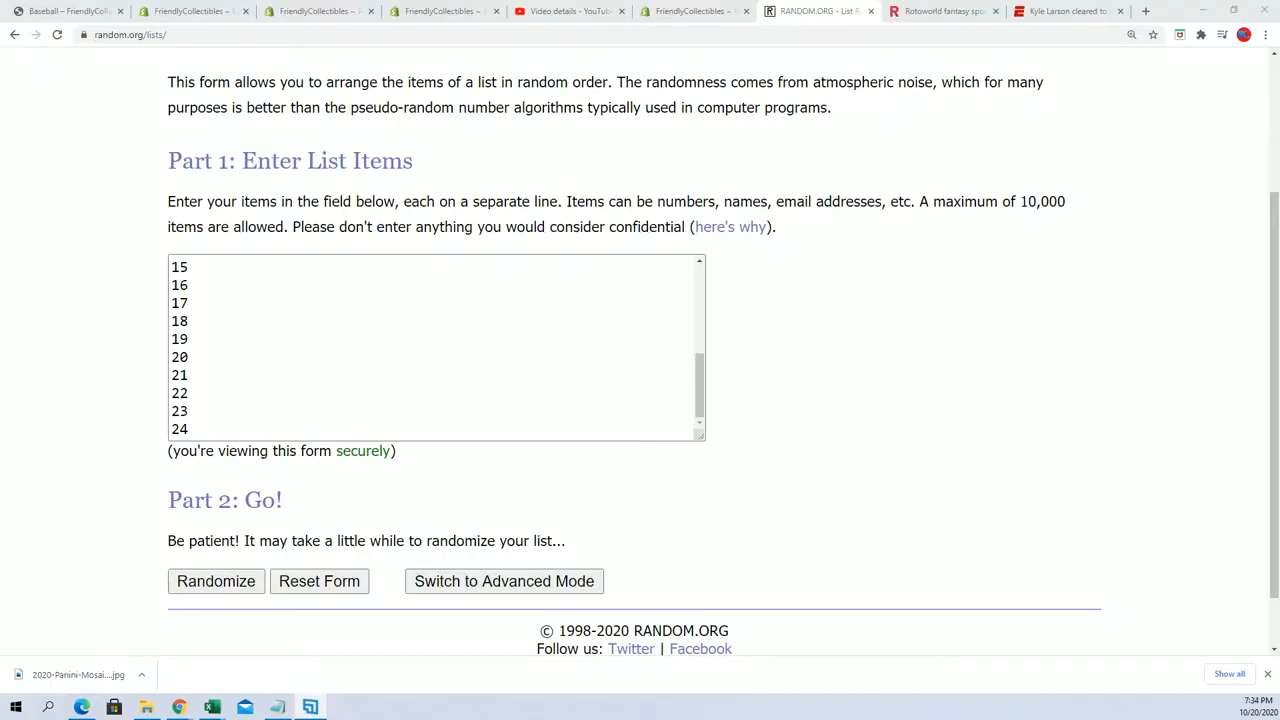 Baseball – FriendlyColl
FriendlyCollectibles ~
FriendlyCollectibles ~
FriendlyCollectibles ~
Video details - YouTube
FriendlyCollectibles ~
RANDOM.ORG - List R
Rotoworld fantasy spo
Kyle Larson cleared to
random.org/lists/
This form allows you to arrange the items of a list in random order. The randomness comes from atmospheric noise, which for many
purposes is better than the pseudo-random number algorithms typically used in computer programs.
Part 1: Enter List Items
Enter your items in the field below, each on a separate line. Items can be numbers, names, email addresses, etc. A maximum of 10,000
items are allowed. Please don't enter anything you would consider confidential (here's why).
15
16
17
18
19
20
21
22
23
24
(you're viewing this form securely)
Part 2: Go!
Be patient! It may take a little while to randomize your list...
Randomize Reset Form Switch to Advanced Mode
© 1998-2020 RANDOM.ORG
Follow us: Twitter | Facebook
2020-Panini-Mosai....jpg
Show all
7:34 PM
10/20/2020